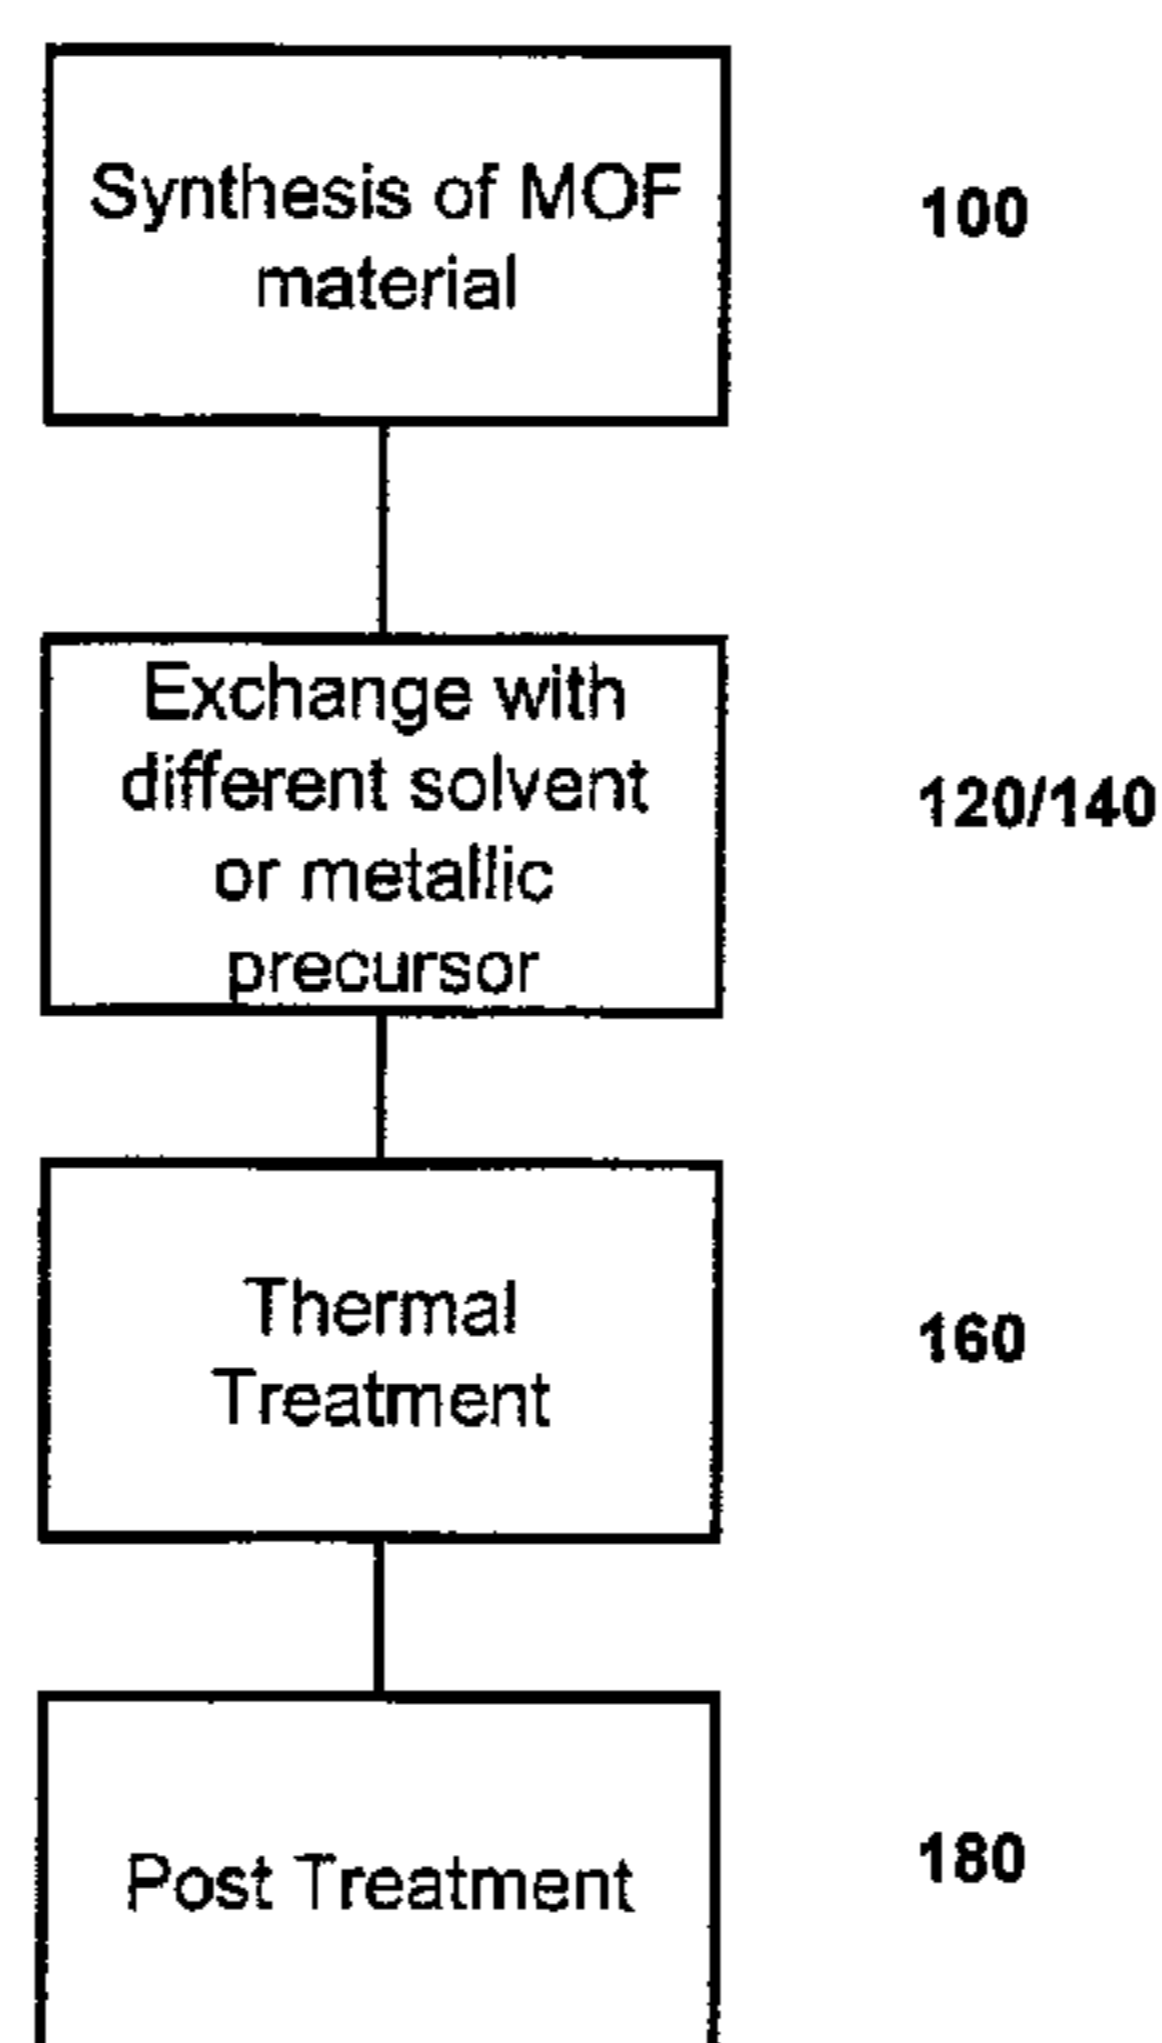 Synthesis of MOF
material
100
Exchange with
different solvent
or metallic
precursor
120/140
Thermal
Treatment
160
Post Treatment
180